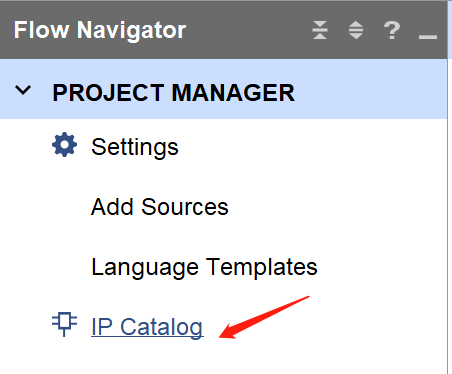 Flow Navigator ?
PROJECT MANAGER
Settings
Add Sources
Language Templates
IP Catalog